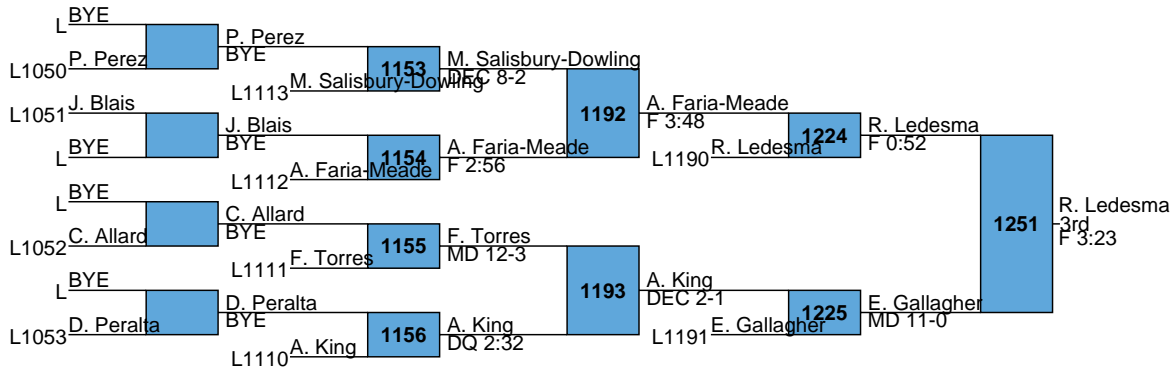 BYE
L
P. Perez
L1050
P. Perez
BYE
1153
M. Salisbury-Dowling
L1113
M. Salisbury-Dowling
DEC 8-2
J. Blais
L1051
BYE
L
J. Blais
BYE
1154
A. Faria-Meade
L1112
A. Faria-Meade
F 2:56
1192
A. Faria-Meade
F 3:48
R. Ledesma
L1190
1224
R. Ledesma
F 0:52
BYE
L
C. Allard
L1052
C. Allard
BYE
1155
F. Torres
L1111
F. Torres
MD 12-3
BYE
L
D. Peralta
L1053
D. Peralta
BYE
1156
A. King
L1110
A. King
DQ 2:32
1193
A. King
DEC 2-1
E. Gallagher
L1191
1225
E. Gallagher
MD 11-0
1251
R. Ledesma
3rd
F 3:23